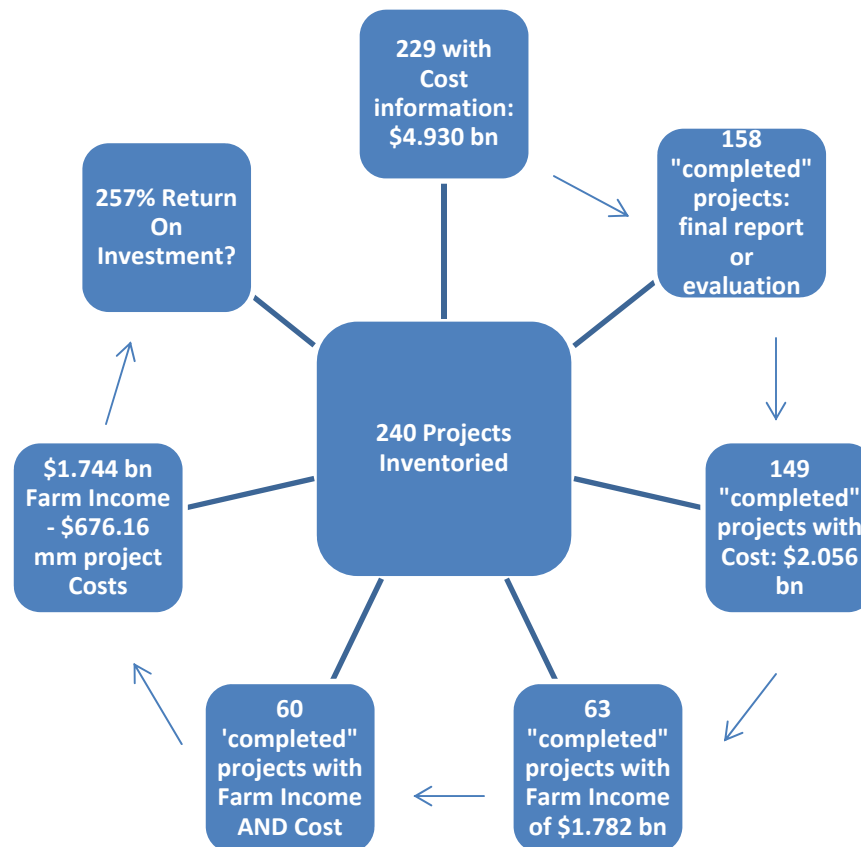 229 with
Cost
information:
$4.930 bn
158
"completed"
projects:
final report
or
evaluation
149
"completed"
projects with
Cost: $2.056
bn
63
"completed"
projects with
Farm Income
of $1.782 bn
60
'completed"
projects with
Farm Income
AND Cost
$1.744 bn
Farm Income
- $676.16
mm project
Costs
257% Return
On
Investment?
240 Projects
Inventoried